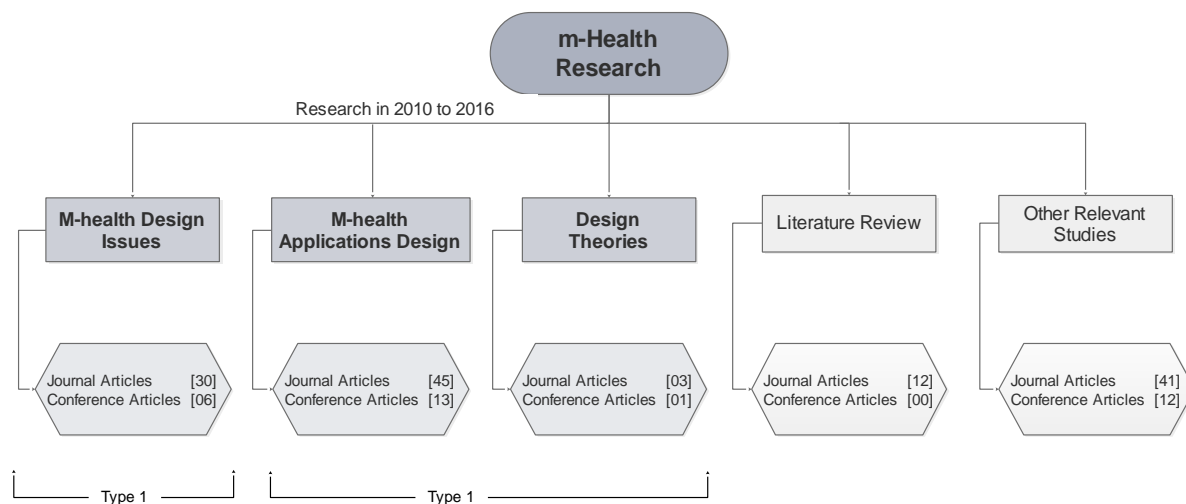 m-Health
Research
Research in 2010 to 2016
M-health Design
Issues
M-health
Applications Design
Design
Theories
Literature Review
Other Relevant
Studies
Journal Articles [30]
Conference Articles [06]
Journal Articles [45]
Conference Articles [13]
Journal Articles [03]
Conference Articles [01]
Journal Articles [12]
Conference Articles [00]
Journal Articles [41]
Conference Articles [12]
Type 1
Type 1